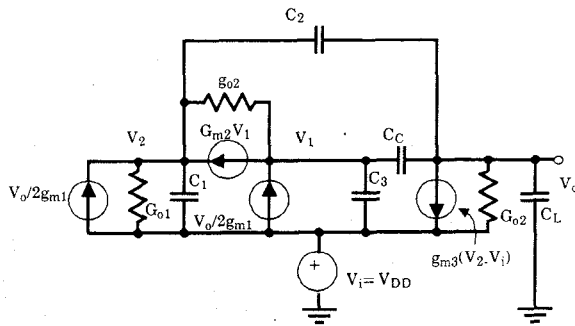 C2
go2
V2
Gm2V1
V1
CC
C1
C3
Vo
Vo/2gm1
Go1
Vo/2gm1
Go2
CL
gm3(V2-Vi)
+
Vi=VDD